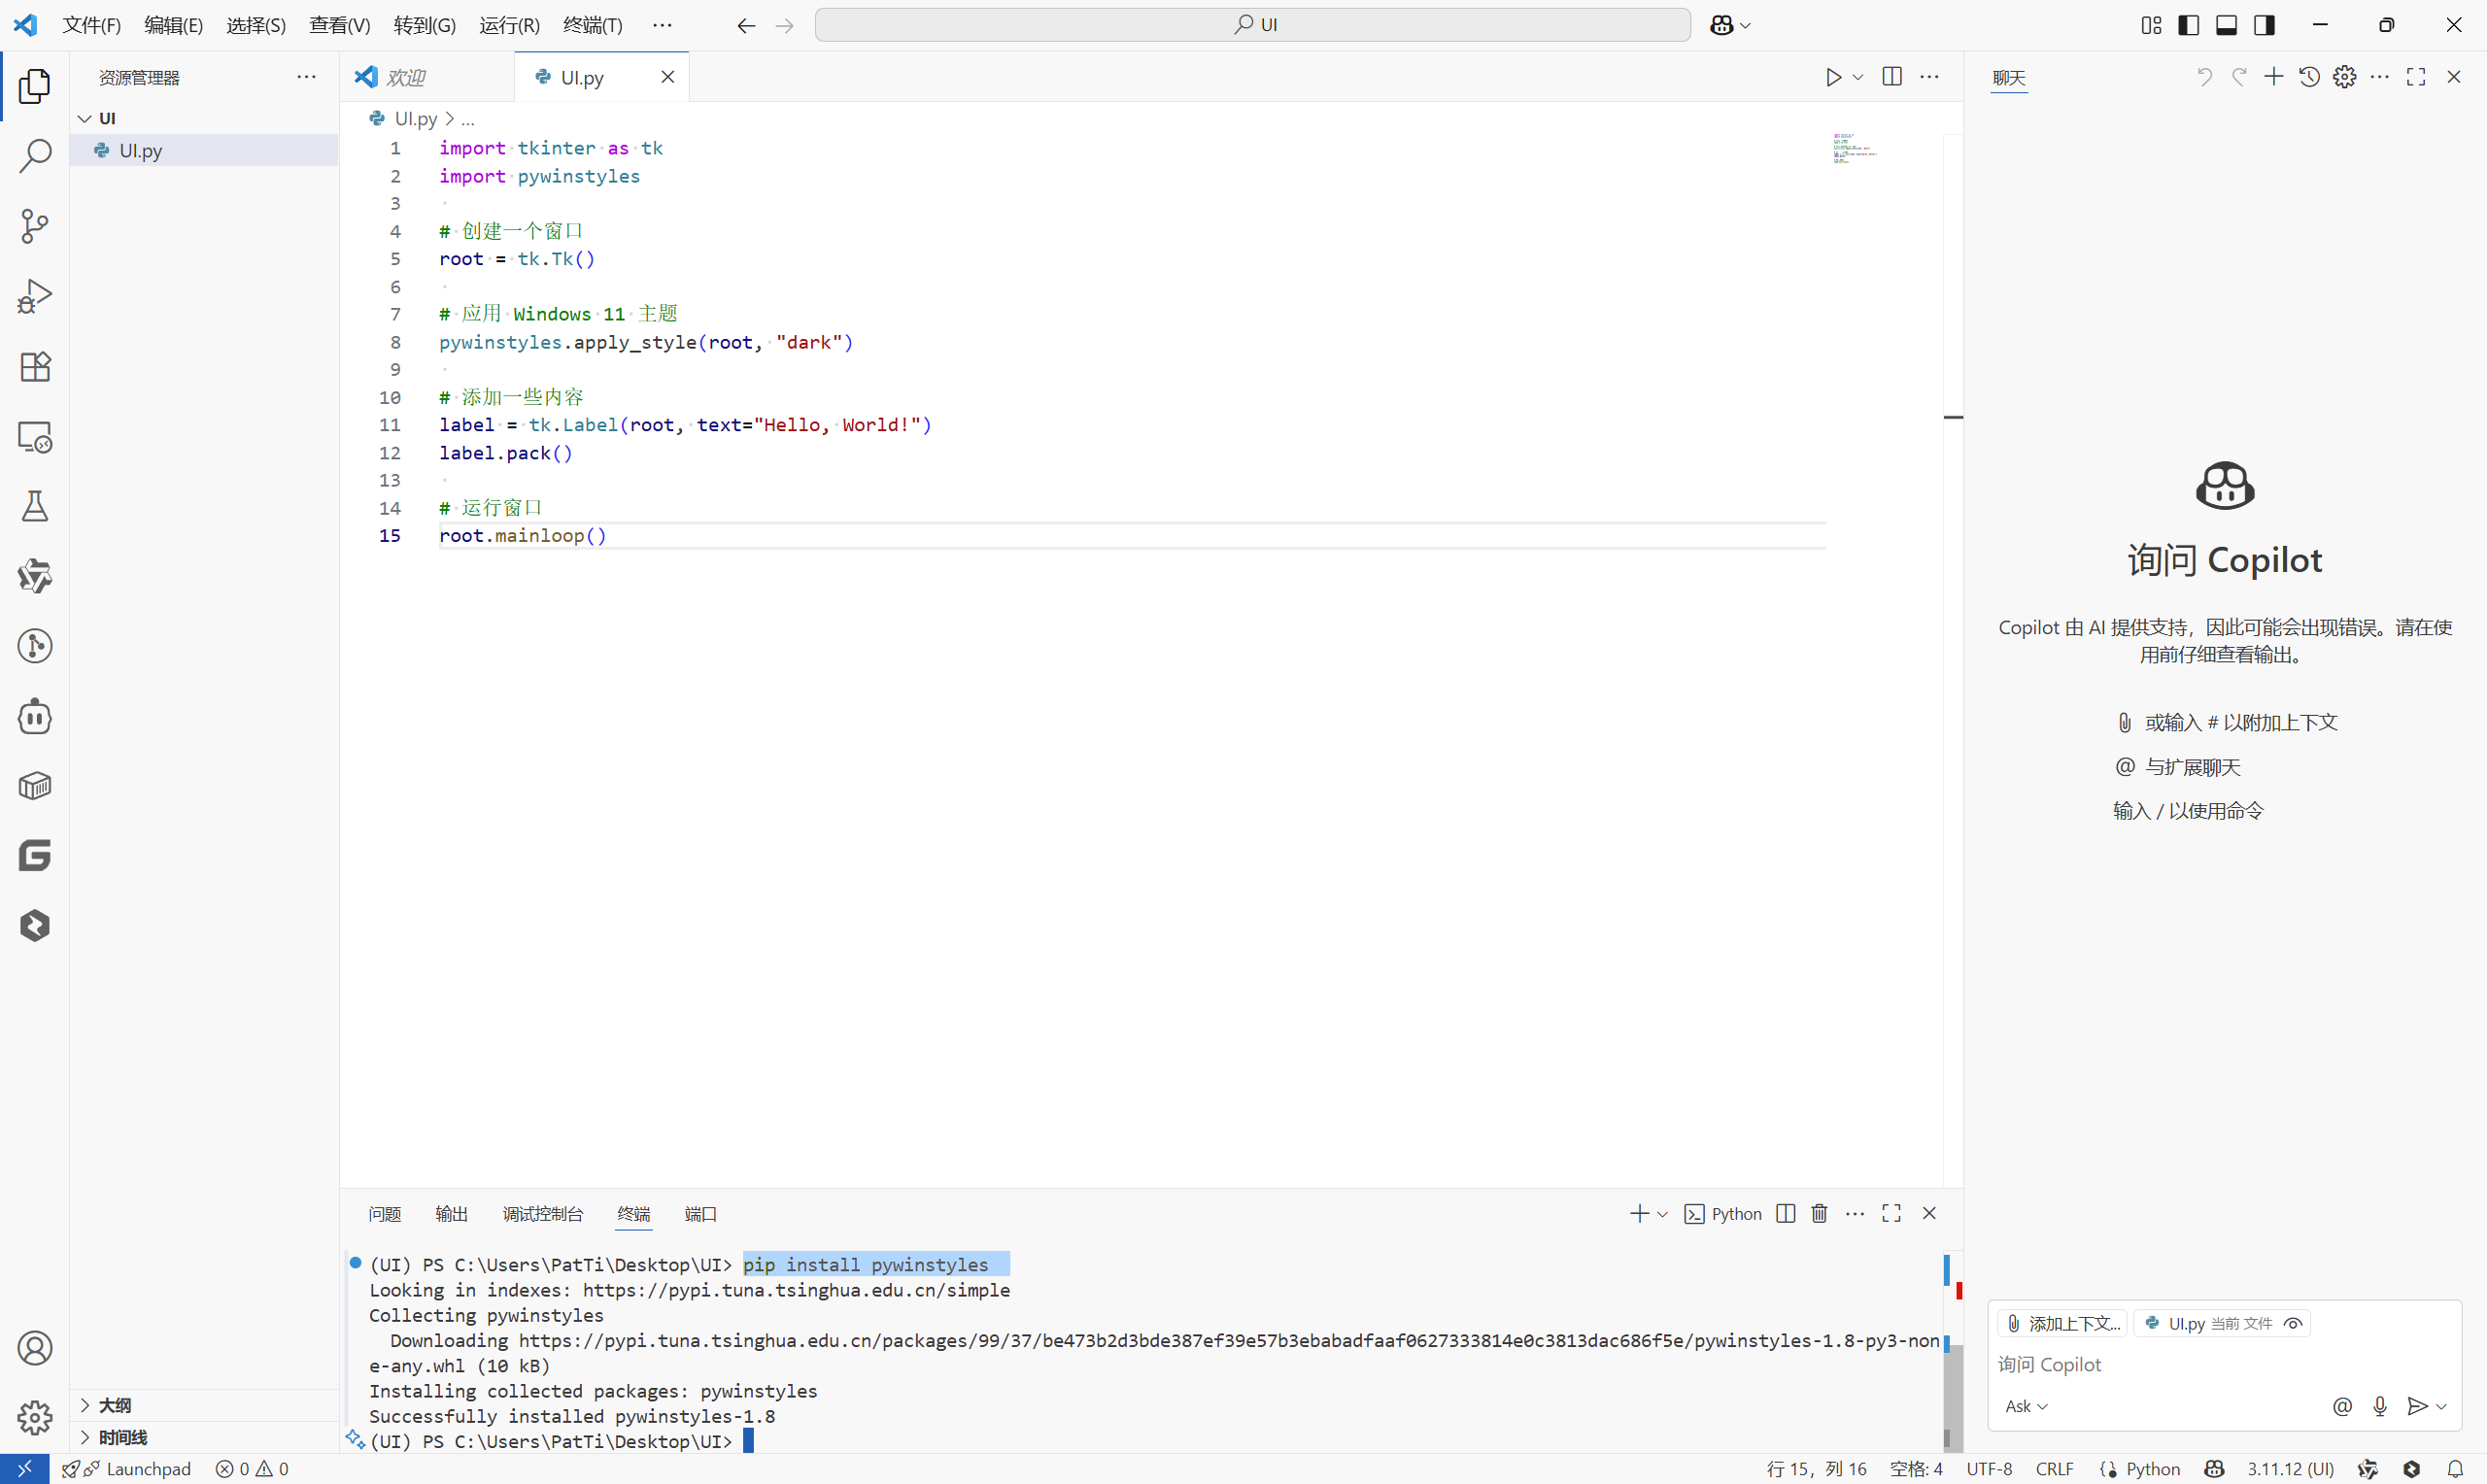 文件(F) 编辑(E) 选择(S) 查看(V) 转到(G) 运行(R) 终端(T) ··· UI
资源管理器 ···
UI
UI.py
大纲
时间线
欢迎 UI.py
UI.py > ...
1 import tkinter as tk
2 import pywinstyles
3
4 # 创建一个窗口
5 root = tk.Tk()
6
7 # 应用 Windows 11 主题
8 pywinstyles.apply_style(root, "dark")
9
10 # 添加一些内容
11 label = tk.Label(root, text="Hello, World!")
12 label.pack()
13
14 # 运行窗口
15 root.mainloop()
问题 输出 调试控制台 终端 端口 Python
(UI) PS C:\Users\PatTi\Desktop\UI> pip install pywinstyles
Looking in indexes: https://pypi.tuna.tsinghua.edu.cn/simple
Collecting pywinstyles
Downloading https://pypi.tuna.tsinghua.edu.cn/packages/99/37/be473b2d3bde387ef39e57b3ebabadfaaf0627333814e0c3813dac686f5e/pywinstyles-1.8-py3-non
e-any.whl (10 kB)
Installing collected packages: pywinstyles
Successfully installed pywinstyles-1.8
(UI) PS C:\Users\PatTi\Desktop\UI>
聊天
询问 Copilot
Copilot 由 AI 提供支持，因此可能会出现错误。请在使
用前仔细查看输出。
或输入 # 以附加上下文
@ 与扩展聊天
输入 / 以使用命令
添加上下文... UI.py 当前 文件
询问 Copilot
Ask
Launchpad 0 0 行 15，列 16 空格: 4 UTF-8 CRLF Python 3.11.12 (UI)